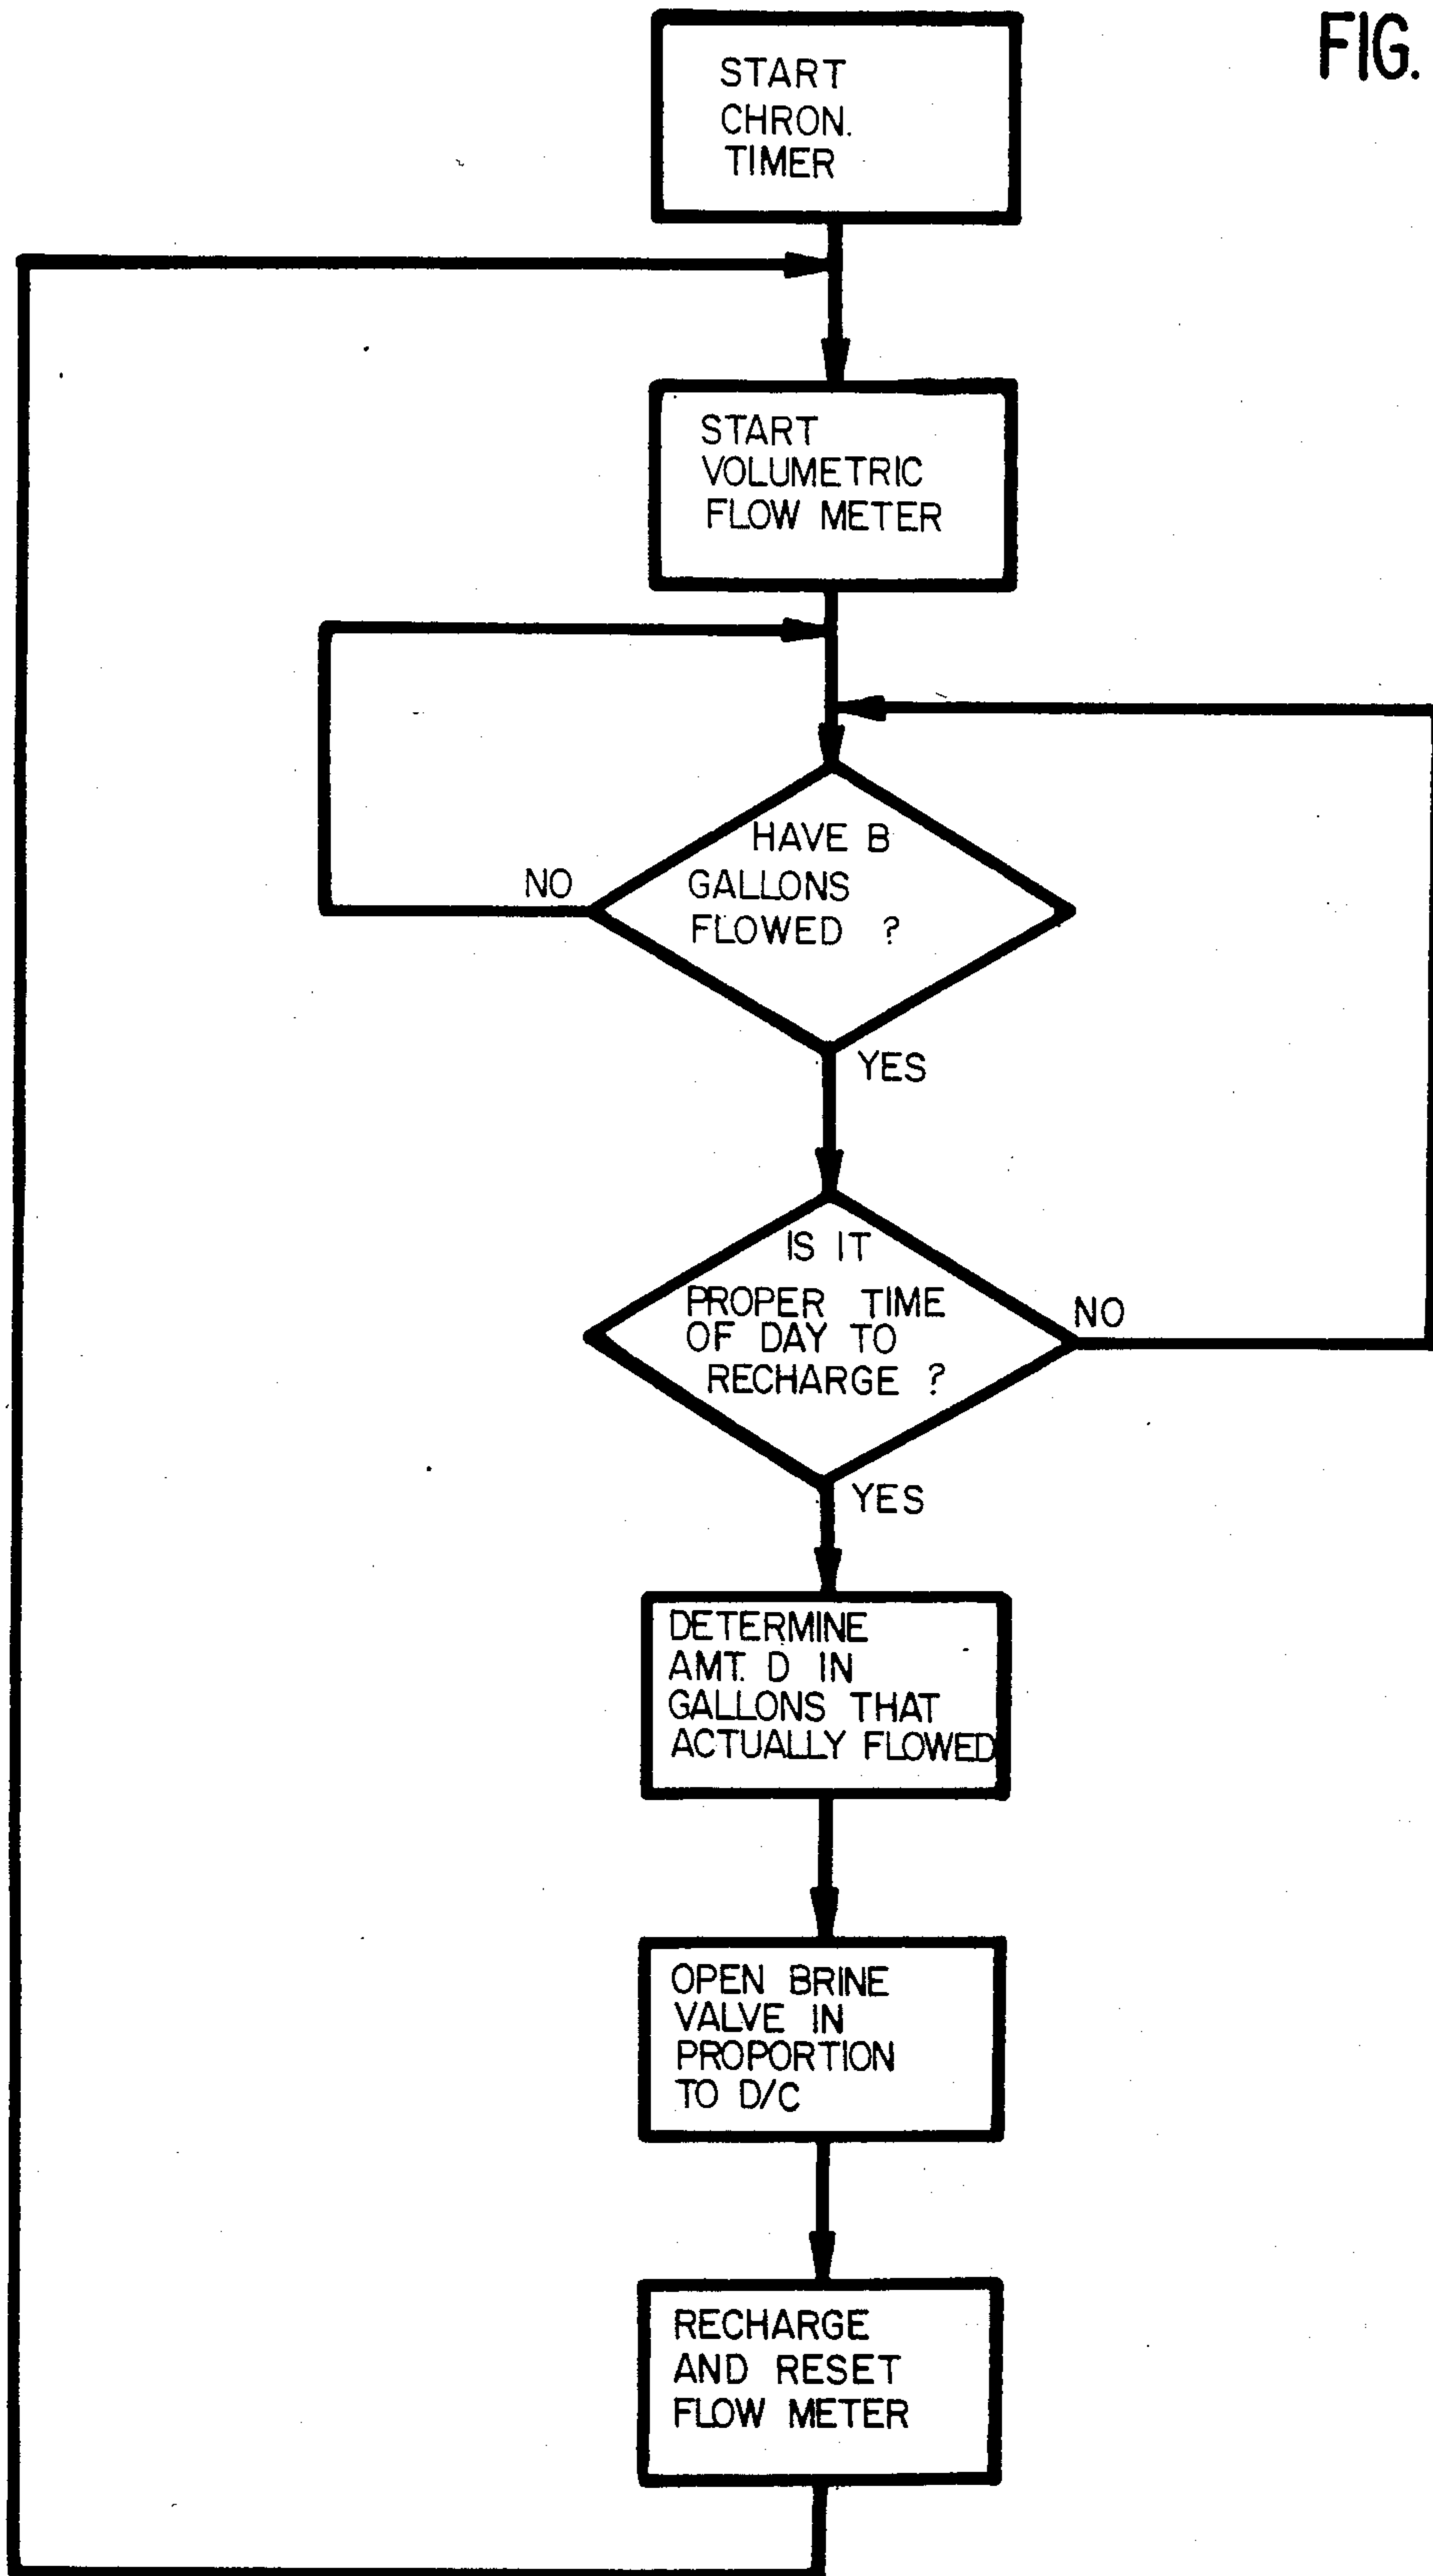 FIG.
START
CHRON.
TIMER
START
VOLUMETRIC
FLOW METER
HAVE B
GALLONS
FLOWED ?
NO
YES
IS IT
PROPER TIME
OF DAY TO
RECHARGE ?
NO
YES
DETERMINE
AMT. D IN
GALLONS THAT
ACTUALLY FLOWED
OPEN BRINE
VALVE IN
PROPORTION
TO D/C
RECHARGE
AND RESET
FLOW METER